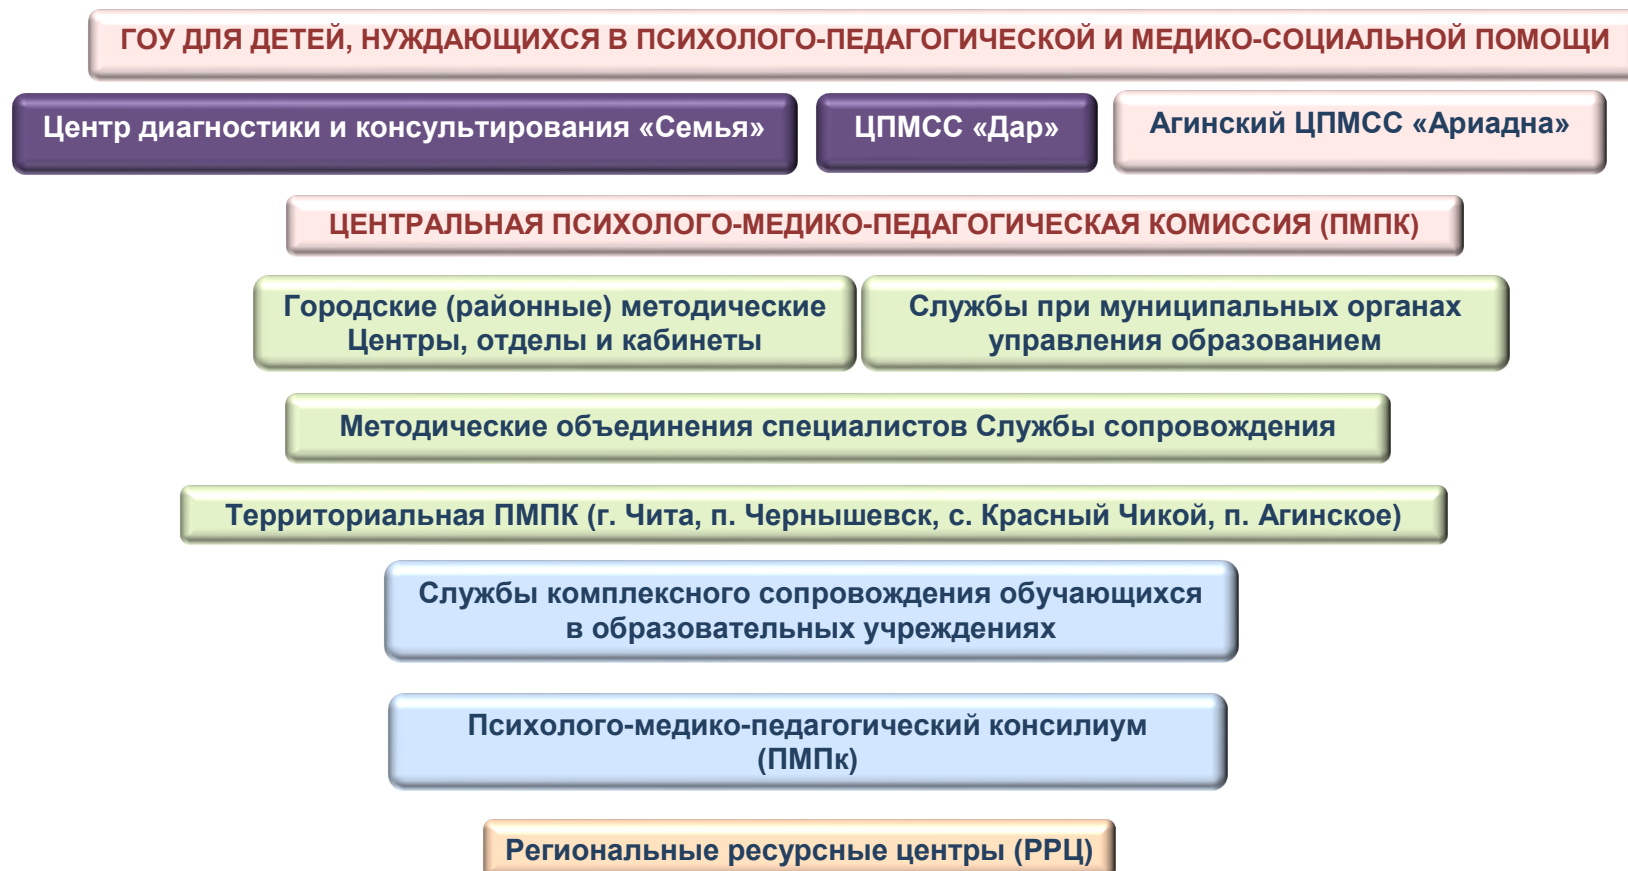 ГОУ ДЛЯ ДЕТЕЙ, НУЖДАЮЩИХСЯ В ПСИХОЛОГО-ПЕДАГОГИЧЕСКОЙ И МЕДИКО-СОЦИАЛЬНОЙ ПОМОЩИ
Центр диагностики и консультирования «Семья»
ЦПМСС «Дар»
Агинский ЦПМСС «Ариадна»
ЦЕНТРАЛЬНАЯ ПСИХОЛОГО-МЕДИКО-ПЕДАГОГИЧЕСКАЯ КОМИССИЯ (ПМПК)
Городские (районные) методические
Центры, отделы и кабинеты
Службы при муниципальных органах
управления образованием
Методические объединения специалистов Службы сопровождения
Территориальная ПМПК (г. Чита, п. Чернышевск, с. Красный Чикой, п. Агинское)
Службы комплексного сопровождения обучающихся
в образовательных учреждениях
Психолого-медико-педагогический консилиум
(ПМПк)
Региональные ресурсные центры (РРЦ)